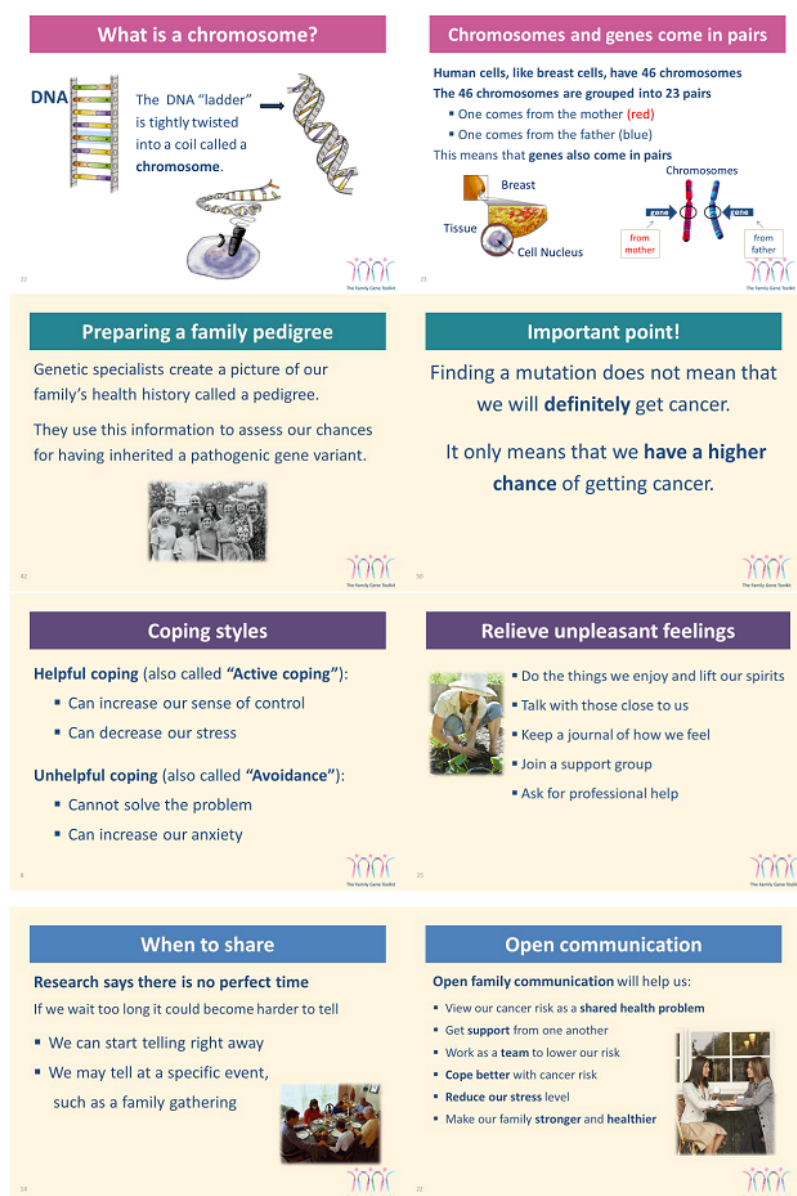 What is a chromosome?
DNA
The DNA “ladder”
is tightly twisted
into a coil called a
chromosome.
22
The Family Gene Toolkit
Chromosomes and genes come in pairs
Human cells, like breast cells, have 46 chromosomes
The 46 chromosomes are grouped into 23 pairs
▪ One comes from the mother (red)
▪ One comes from the father (blue)
This means that genes also come in pairs
Chromosomes
Breast
Tissue
Cell Nucleus
gene
gene
from
mother
from
father
The Family Gene Toolkit
Preparing a family pedigree
Genetic specialists create a picture of our
family’s health history called a pedigree.
They use this information to assess our chances
for having inherited a pathogenic gene variant.
42
The Family Gene Toolkit
Important point!
Finding a mutation does not mean that
we will definitely get cancer.
It only means that we have a higher
chance of getting cancer.
50
The Family Gene Toolkit
Coping styles
Helpful coping (also called “Active coping”):
▪ Can increase our sense of control
▪ Can decrease our stress
Unhelpful coping (also called “Avoidance”):
▪ Cannot solve the problem
▪ Can increase our anxiety
8
The Family Gene Toolkit
Relieve unpleasant feelings
▪ Do the things we enjoy and lift our spirits
▪ Talk with those close to us
▪ Keep a journal of how we feel
▪ Join a support group
▪ Ask for professional help
25
The Family Gene Toolkit
When to share
Research says there is no perfect time
If we wait too long it could become harder to tell
▪ We can start telling right away
▪ We may tell at a specific event,
such as a family gathering
Open communication
Open family communication will help us:
▪ View our cancer risk as a shared health problem
▪ Get support from one another
▪ Work as a team to lower our risk
▪ Cope better with cancer risk
▪ Reduce our stress level
▪ Make our family stronger and healthier